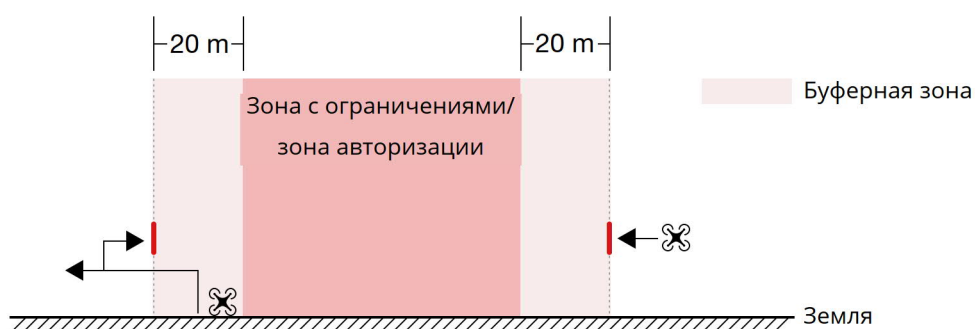 20 m
20 m
Зона с ограничениями/
зона авторизации
Буферная зона
Земля